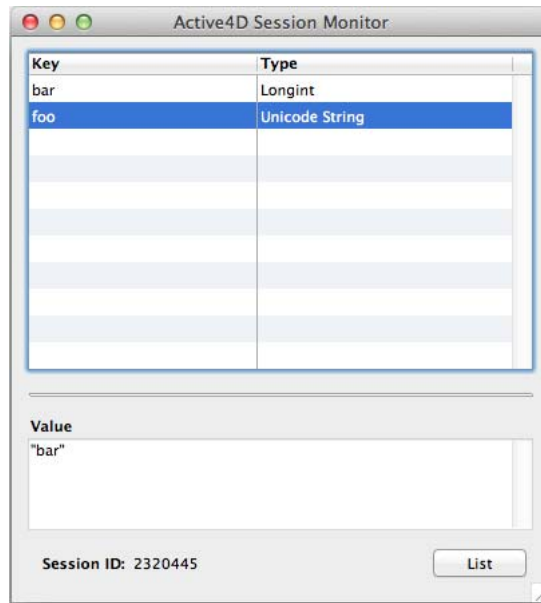 Active4D Session Monitor
Key Type
bar Longint
foo Unicode String
Value
"bar"
Session ID: 2320445 List